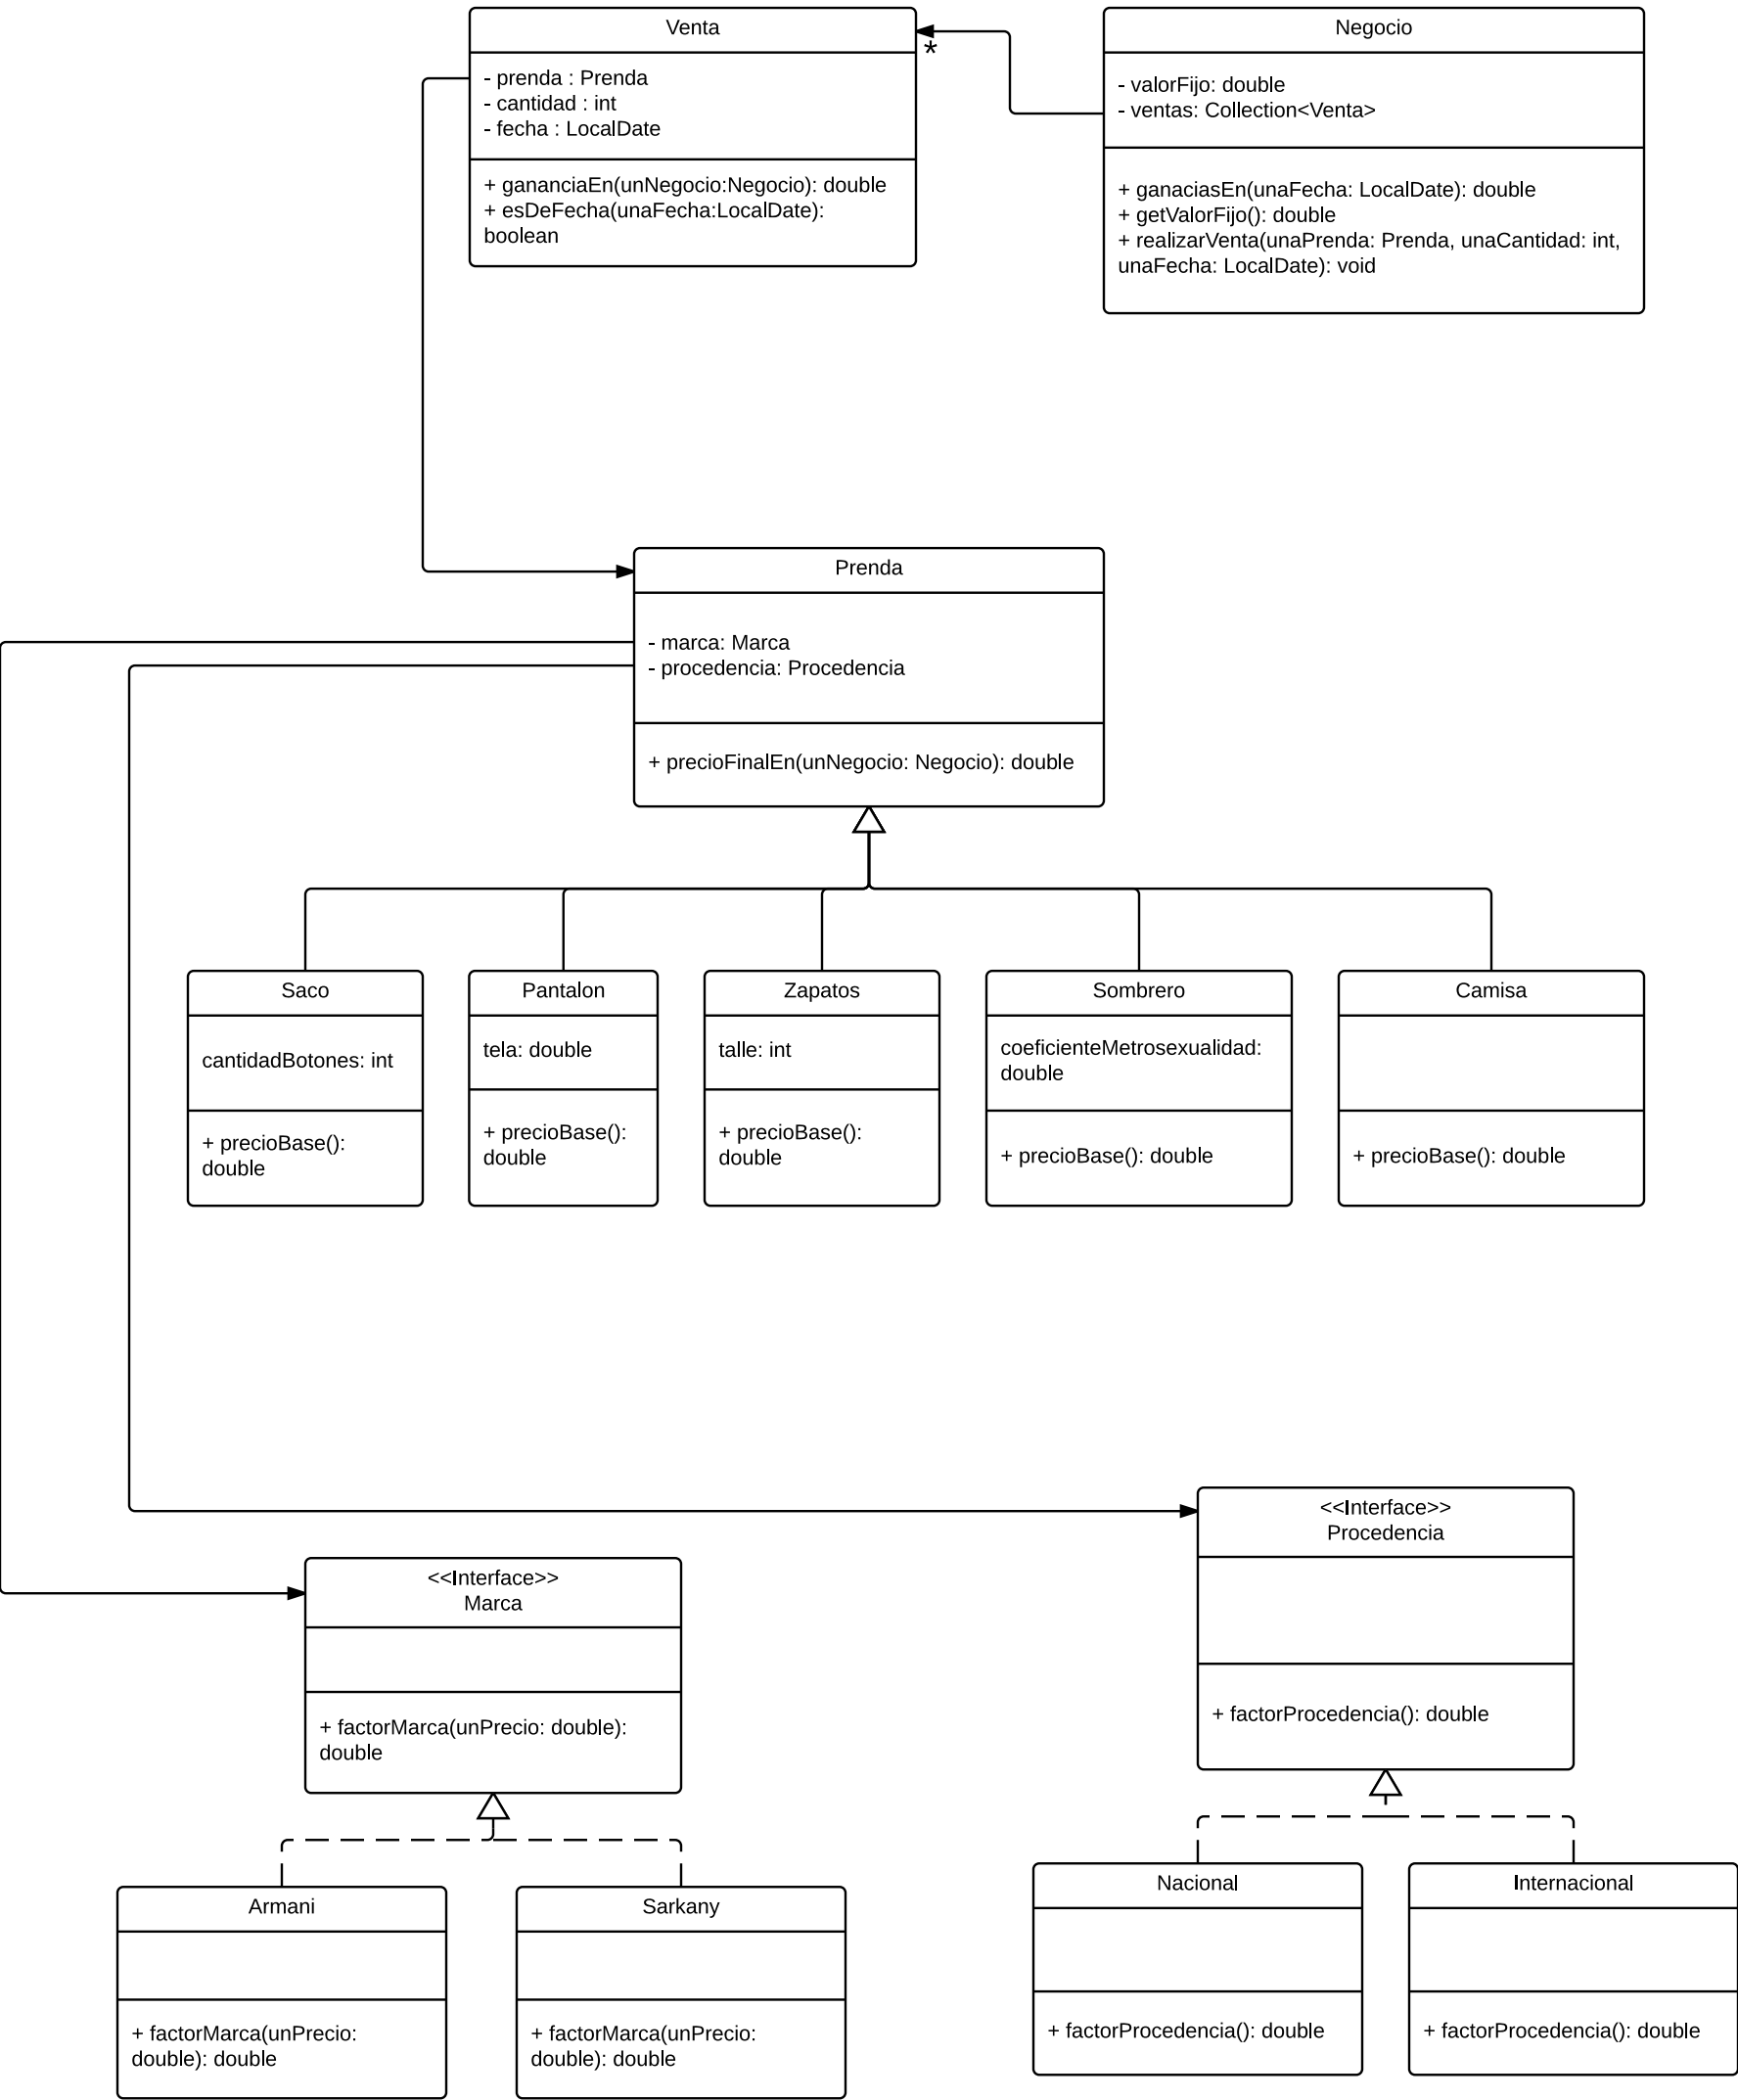 Venta
- prenda : Prenda
- cantidad : int
- fecha : LocalDate
+ gananciaEn(unNegocio:Negocio): double
+ esDeFecha(unaFecha:LocalDate):
boolean
*
Negocio
- valorFijo: double
- ventas: Collection<Venta>
+ ganaciasEn(unaFecha: LocalDate): double
+ getValorFijo(): double
+ realizarVenta(unaPrenda: Prenda, unaCantidad: int,
unaFecha: LocalDate): void
Prenda
- marca: Marca
- procedencia: Procedencia
+ precioFinalEn(unNegocio: Negocio): double
Saco
cantidadBotones: int
+ precioBase():
double
Pantalon
tela: double
+ precioBase():
double
Zapatos
talle: int
+ precioBase():
double
Sombrero
coeficienteMetrosexualidad:
double
+ precioBase(): double
Camisa
+ precioBase(): double
<<Interface>>
Procedencia
+ factorProcedencia(): double
<<Interface>>
Marca
+ factorMarca(unPrecio: double):
double
Armani
+ factorMarca(unPrecio:
double): double
Sarkany
+ factorMarca(unPrecio:
double): double
Nacional
+ factorProcedencia(): double
Internacional
+ factorProcedencia(): double